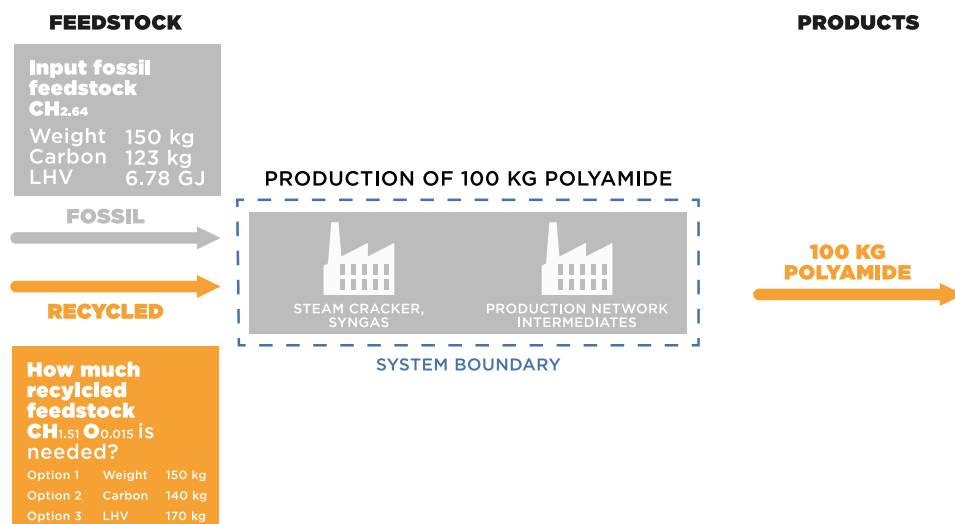 FEEDSTOCK
PRODUCTS
Input fossil
feedstock
CH2.64
Weight 150 kg
Carbon 123 kg
LHV 6.78 GJ
FOSSIL
RECYCLED
PRODUCTION OF 100 KG POLYAMIDE
STEAM CRACKER,
SYNGAS
PRODUCTION NETWORK
INTERMEDIATES
SYSTEM BOUNDARY
100 KG
POLYAMIDE
How much
recylcled
feedstock
CH1.51 O0.015 is
needed?
Option 1 Weight 150 kg
Option 2 Carbon 140 kg
Option 3 LHV 170 kg